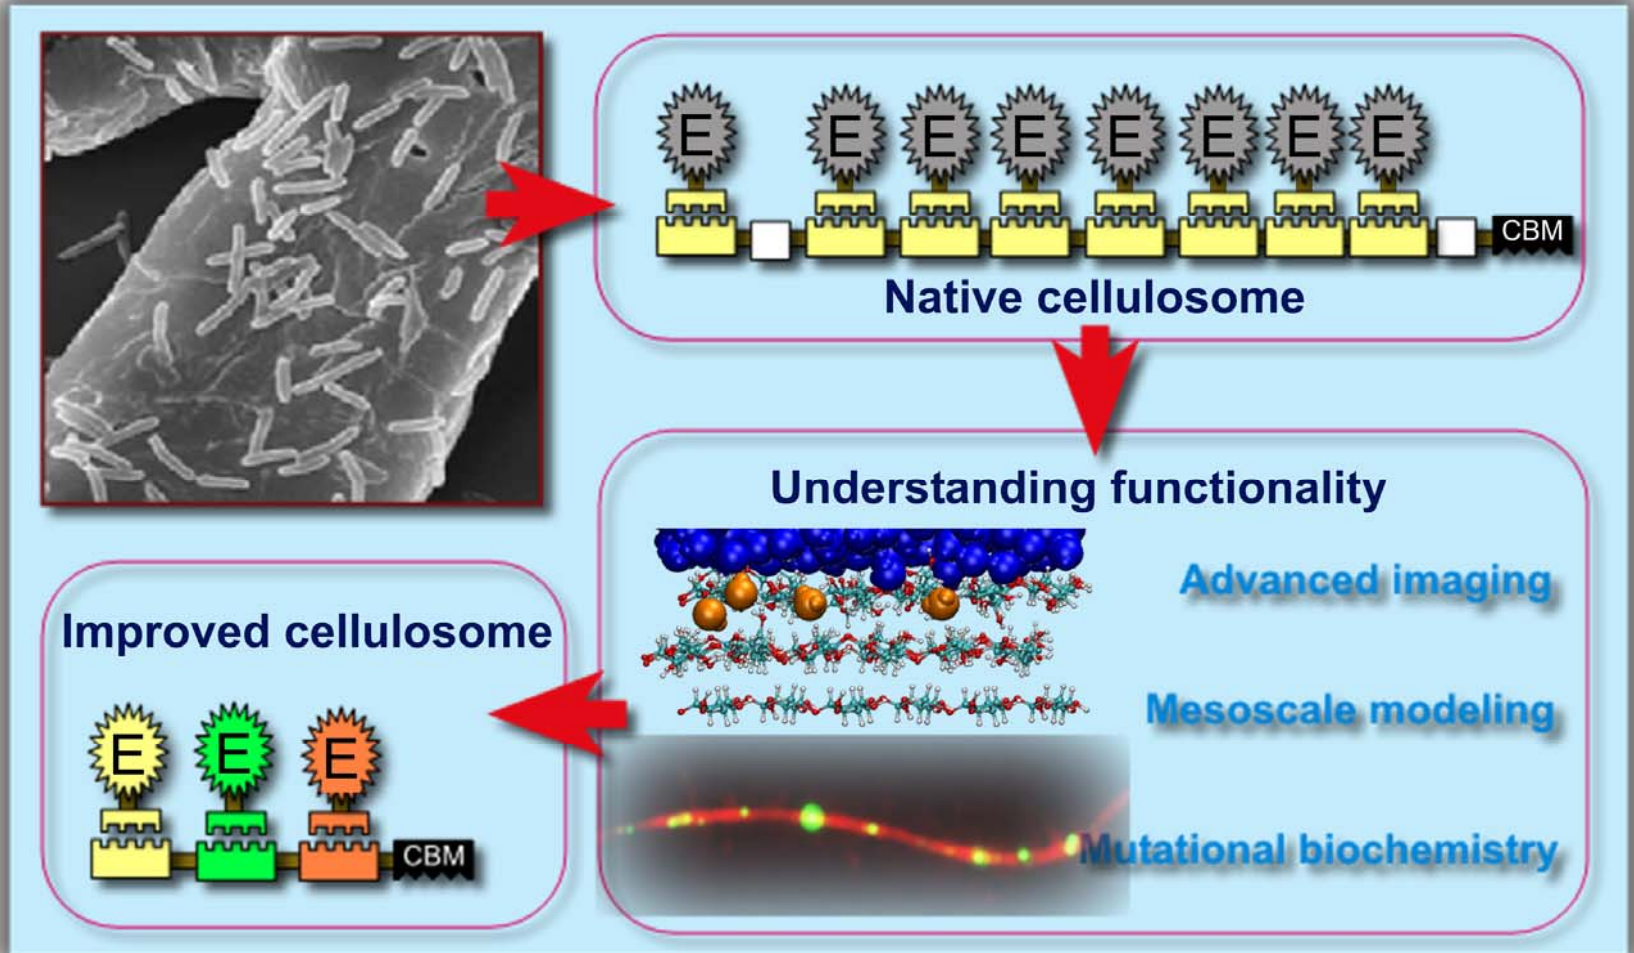 E E E E E E E E
CBM
Native cellulosome
Understanding functionality
Advanced imaging
Mesoscale modeling
Mutational biochemistry
Improved cellulosome
E E E
CBM